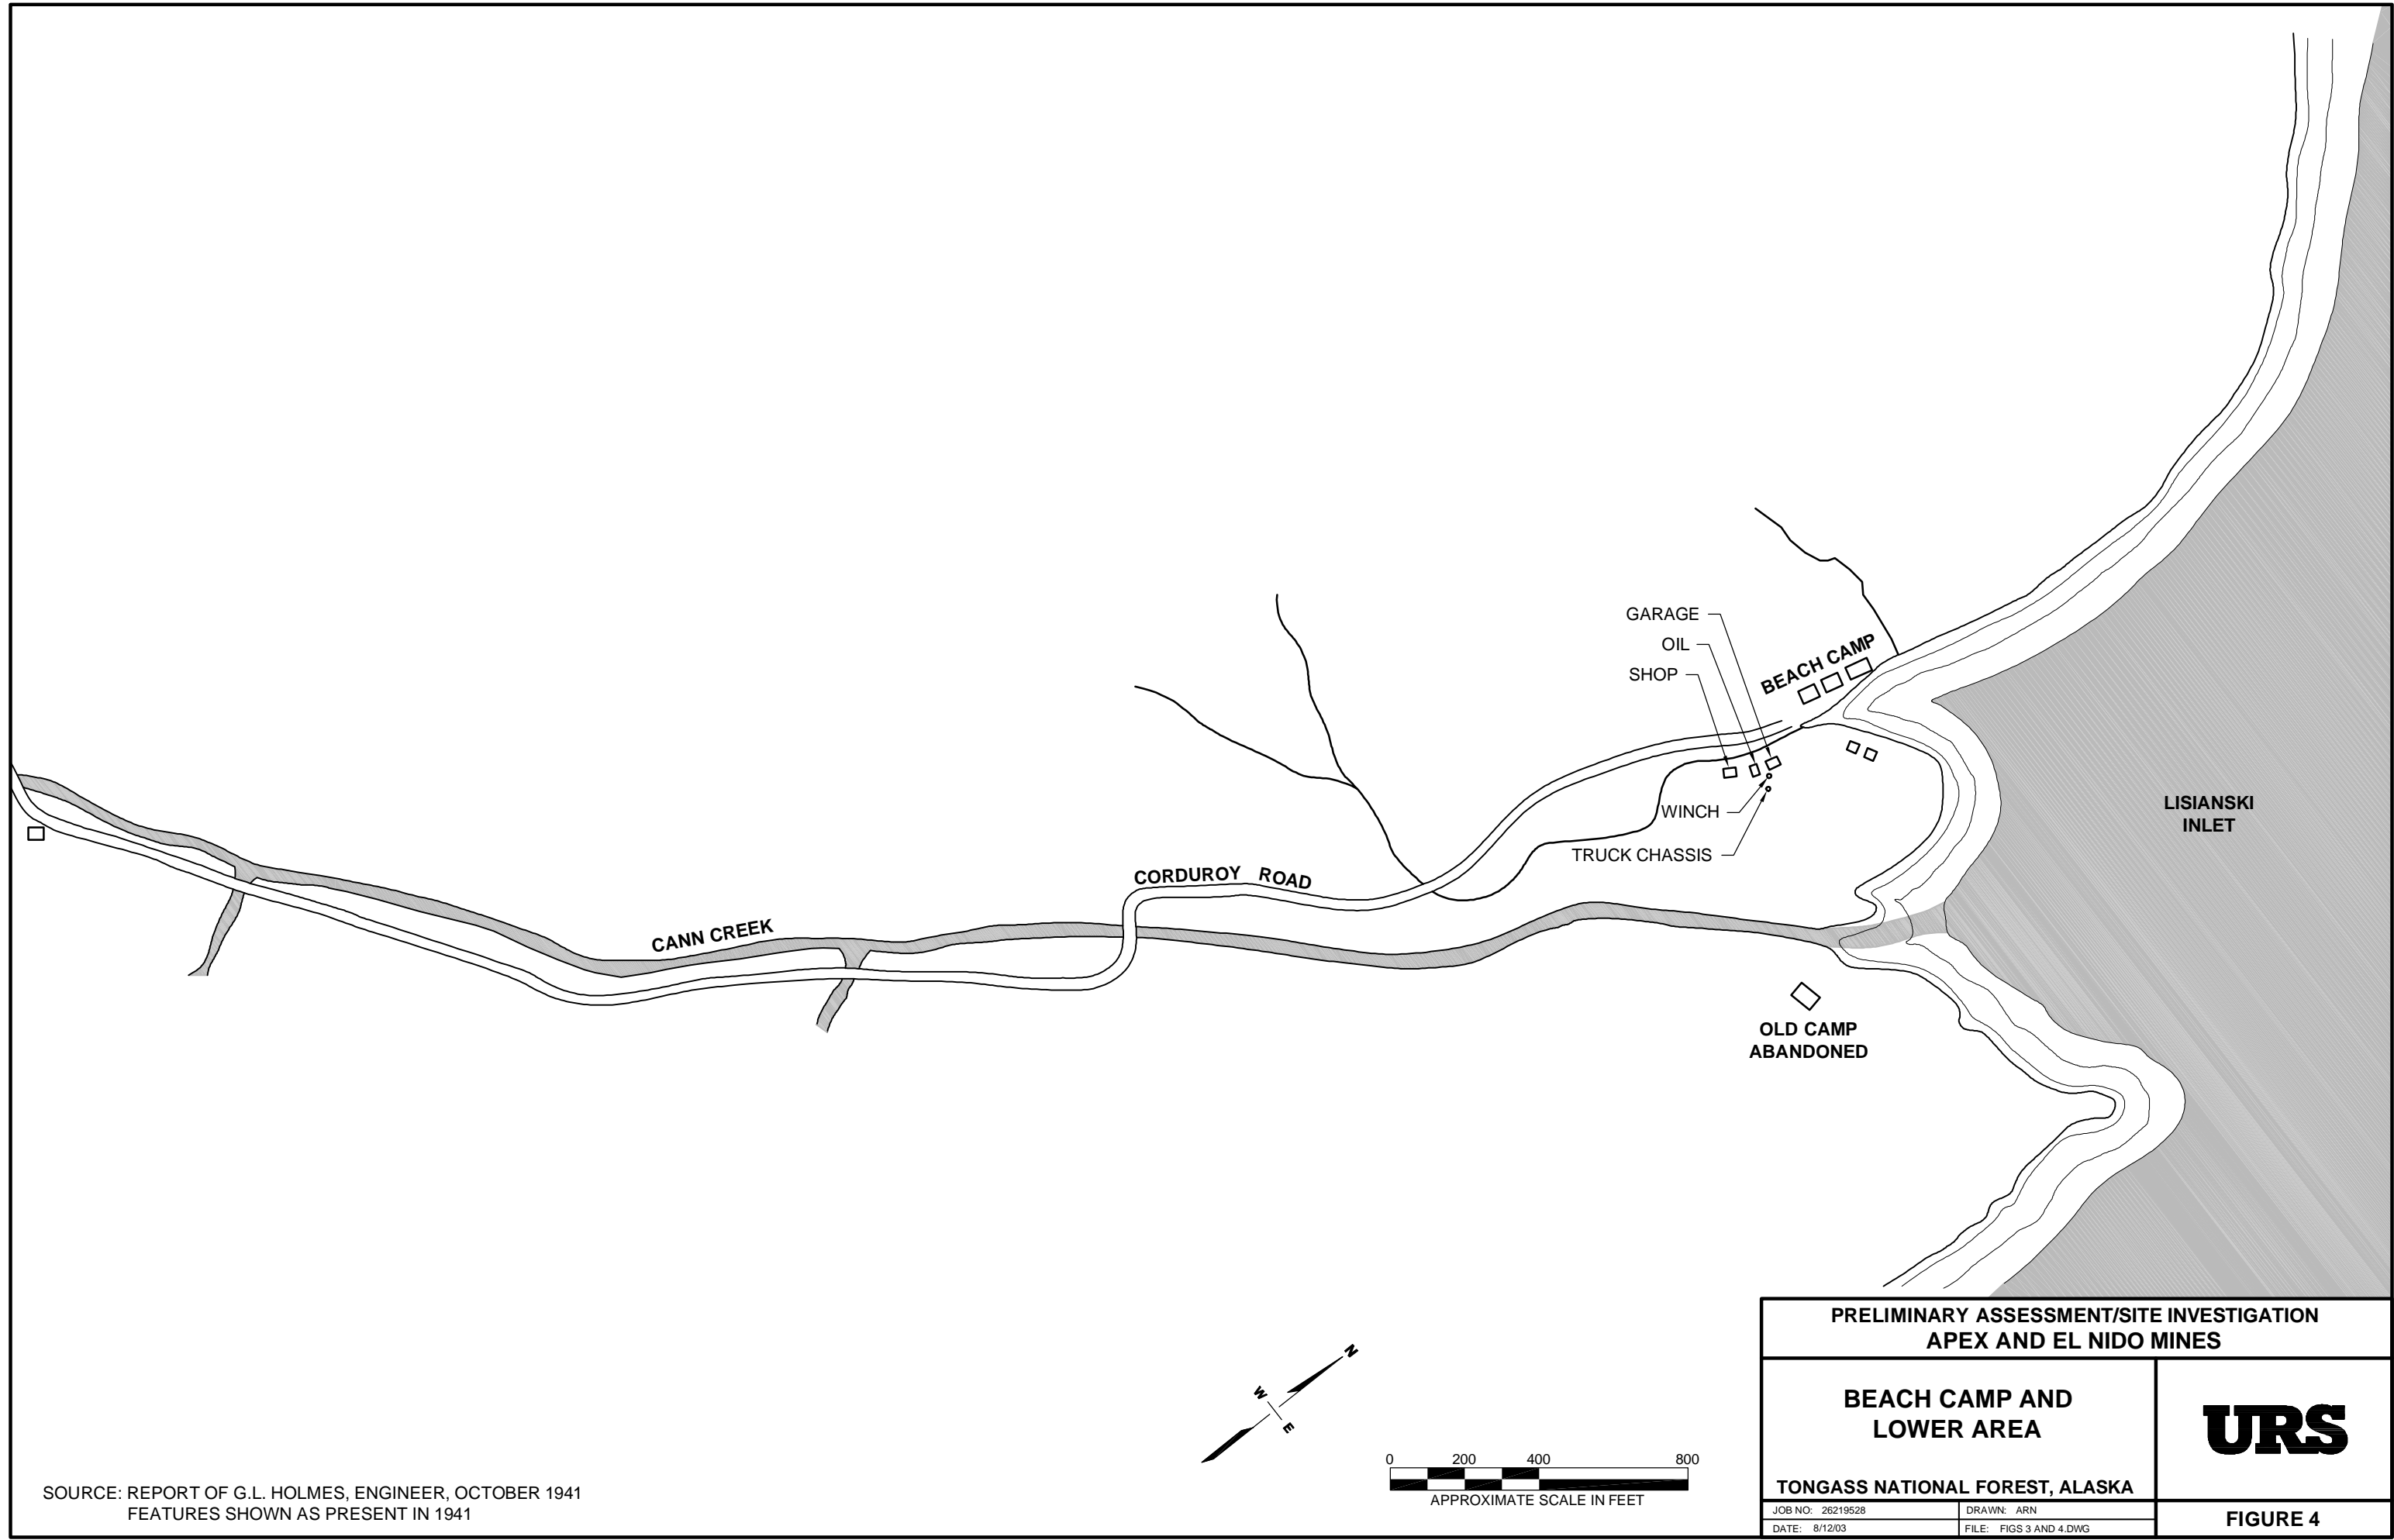 GARAGE
OIL
SHOP
BEACH CAMP
WINCH
TRUCK CHASSIS
LISIANSKI
INLET
CORDUROY ROAD
CANN CREEK
OLD CAMP
ABANDONED
N
W
E
0 200 400 800
APPROXIMATE SCALE IN FEET
SOURCE: REPORT OF G.L. HOLMES, ENGINEER, OCTOBER 1941
FEATURES SHOWN AS PRESENT IN 1941
PRELIMINARY ASSESSMENT/SITE INVESTIGATION
APEX AND EL NIDO MINES
BEACH CAMP AND
LOWER AREA
TONGASS NATIONAL FOREST, ALASKA
URS
JOB NO: 26219528
DRAWN: ARN
DATE: 8/12/03
FILE: FIGS 3 AND 4.DWG
FIGURE 4